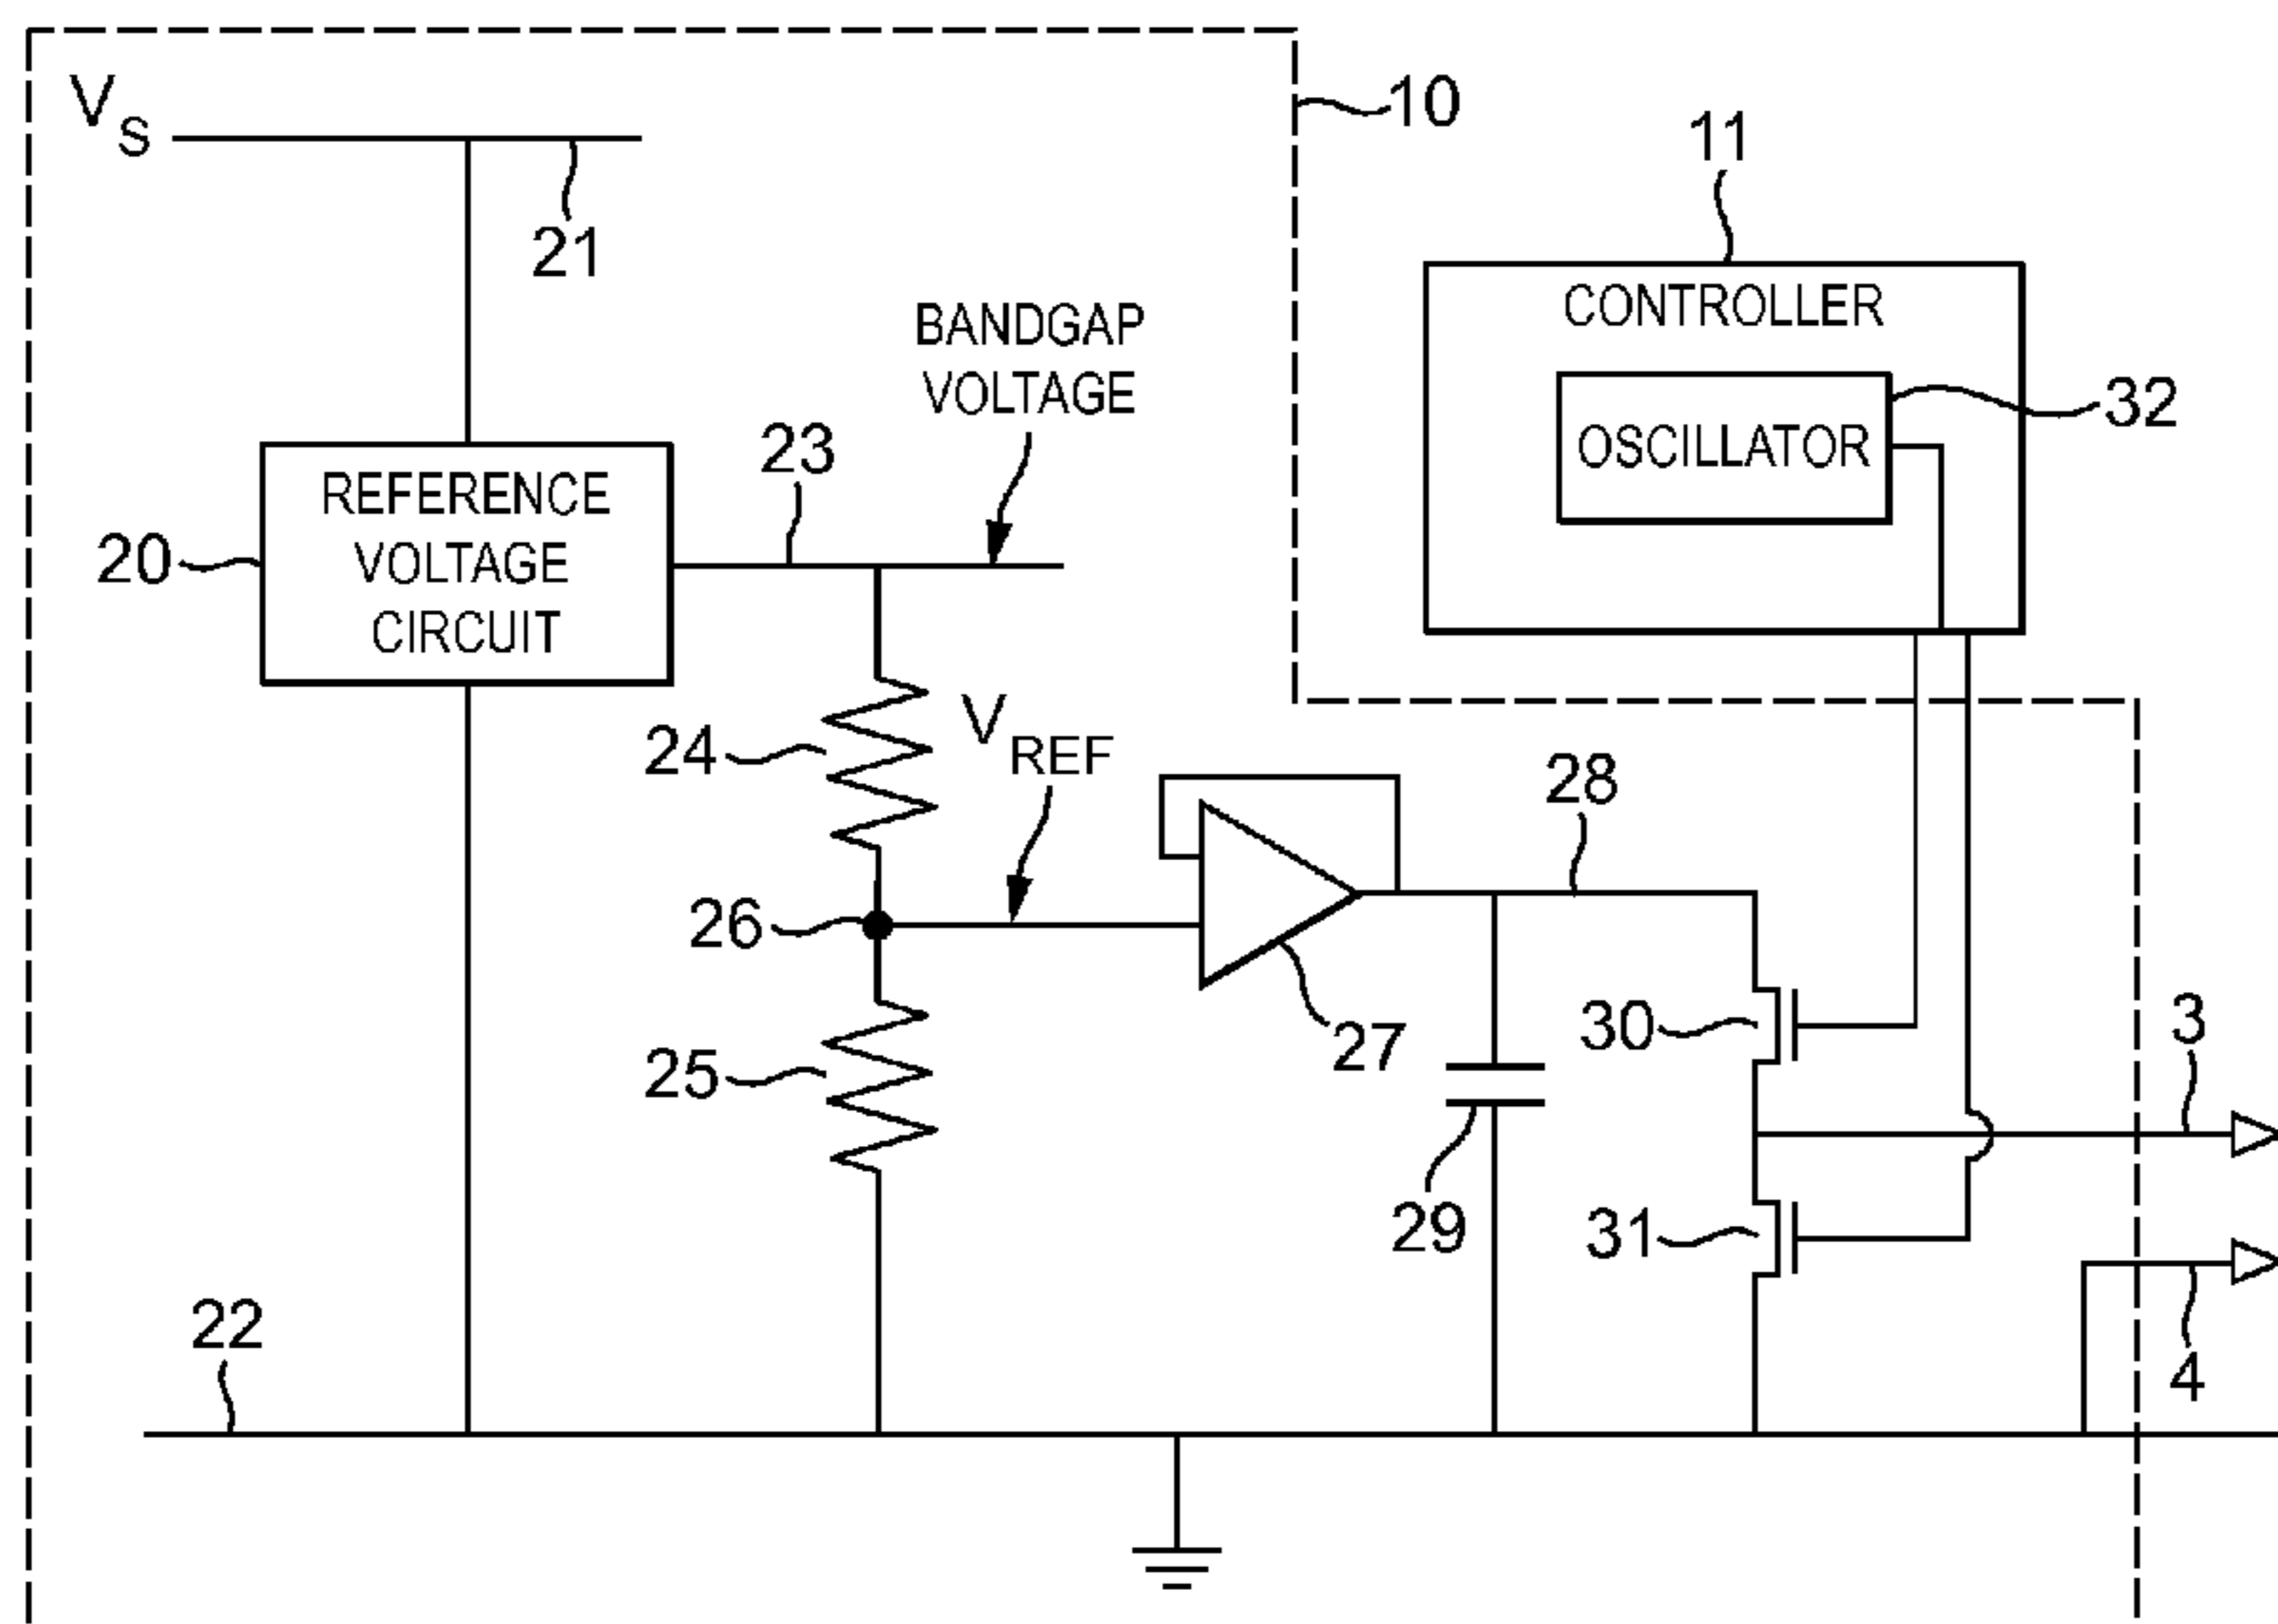 V_S
10
11
21
CONTROLLER
BANDGAP
VOLTAGE
32
23
OSCILLATOR
REFERENCE
VOLTAGE
CIRCUIT
20
24
V_REF
28
26
27
30
3
25
29
31
22
4